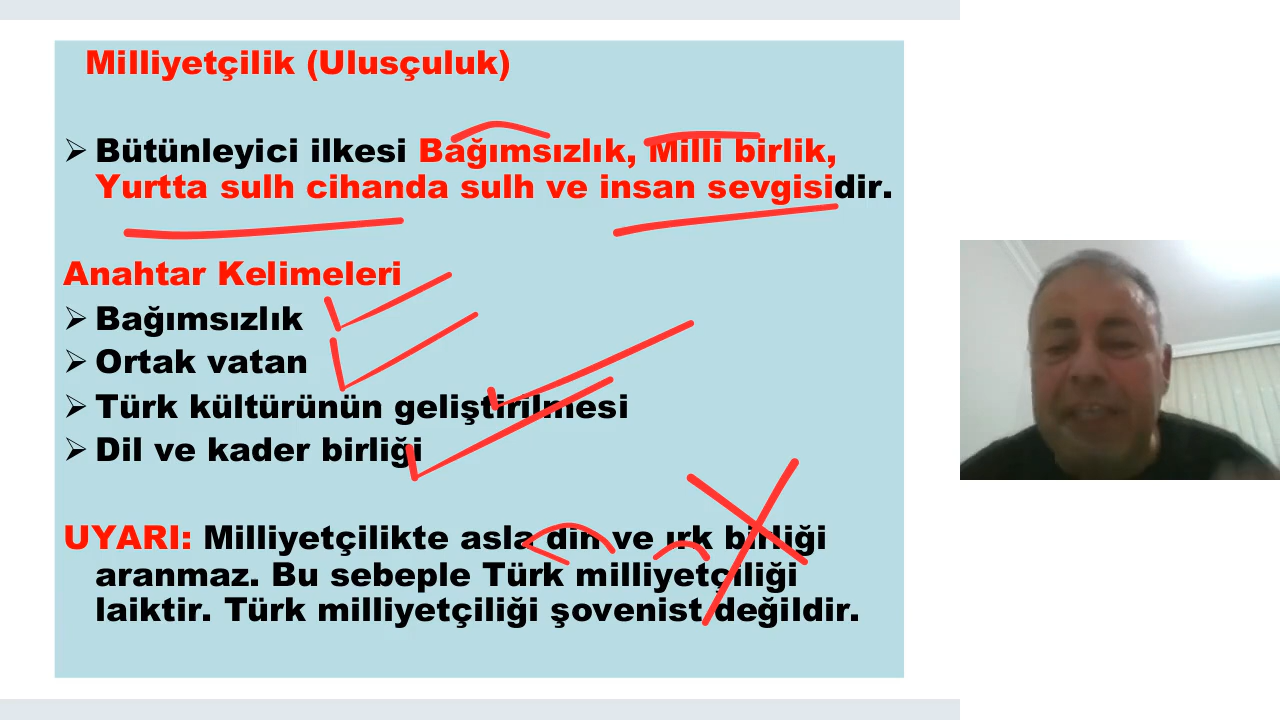 Milliyetçilik (Ulusçuluk)
Bütünleyici ilkesi Bağımsızlık, Milli birlik,
Yurtta sulh cihanda sulh ve insan sevgisidir.
Anahtar Kelimeleri
Bağımsızlık
Ortak vatan
Türk kültürünün geliştirilmesi
Dil ve kader birliği
UYARI: Milliyetçilikte asla din ve ırk birliği
aranmaz. Bu sebeple Türk milliyetçiliği
laiktir. Türk milliyetçiliği şovenist değildir.